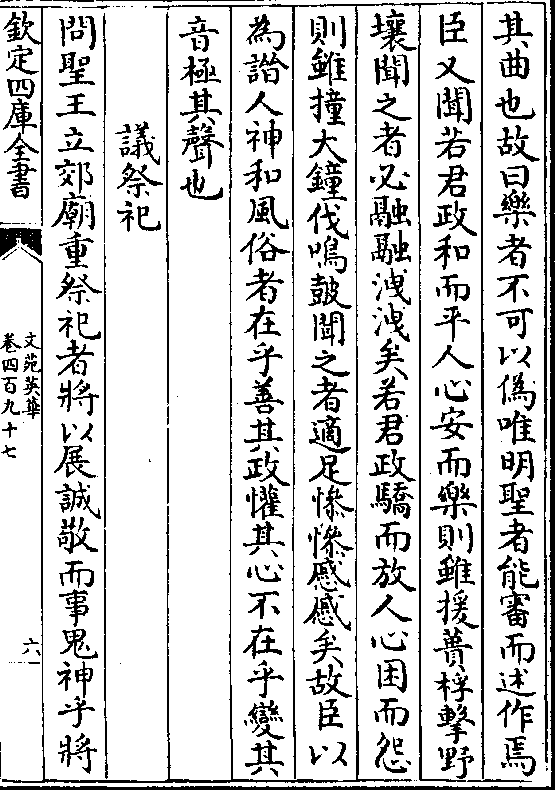 其曲也故曰樂者不可以偽唯明聖者能審而述作焉
臣又聞若君政和而平人心安而樂則雖援蕢桴擊野
壤聞之者必融融洩洩矣若君政驕而放人心困而怨
則雖撞大鐘伐鳴鼓聞之者適足慘慘慼慼矣故臣以
為諧人神和風俗者在乎善其政懽其心不在乎變其
音極其聲也
議祭祀
問聖王立郊廟重祭祀者將以展誠敬而事鬼神乎將
欽定四庫全書
文苑英華
卷四百九十七
六